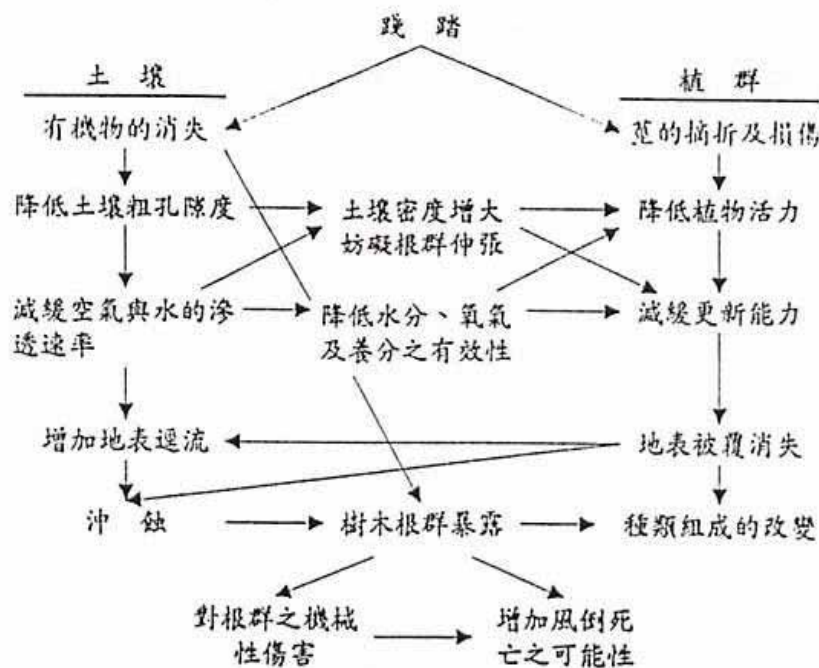 踐踏
土壤
植群
有機物的消失
莖的摘折及損傷
降低土壤粗孔隙度
土壤密度增大
妨礙根群伸張
降低植物活力
減緩空氣與水的滲
透速率
降低水分、氧氣
及養分之有效性
減緩更新能力
增加地表逕流
地表被覆消失
沖蝕
樹木根群暴露
種類組成的改變
對根群之機械
性傷害
增加風倒死
亡之可能性